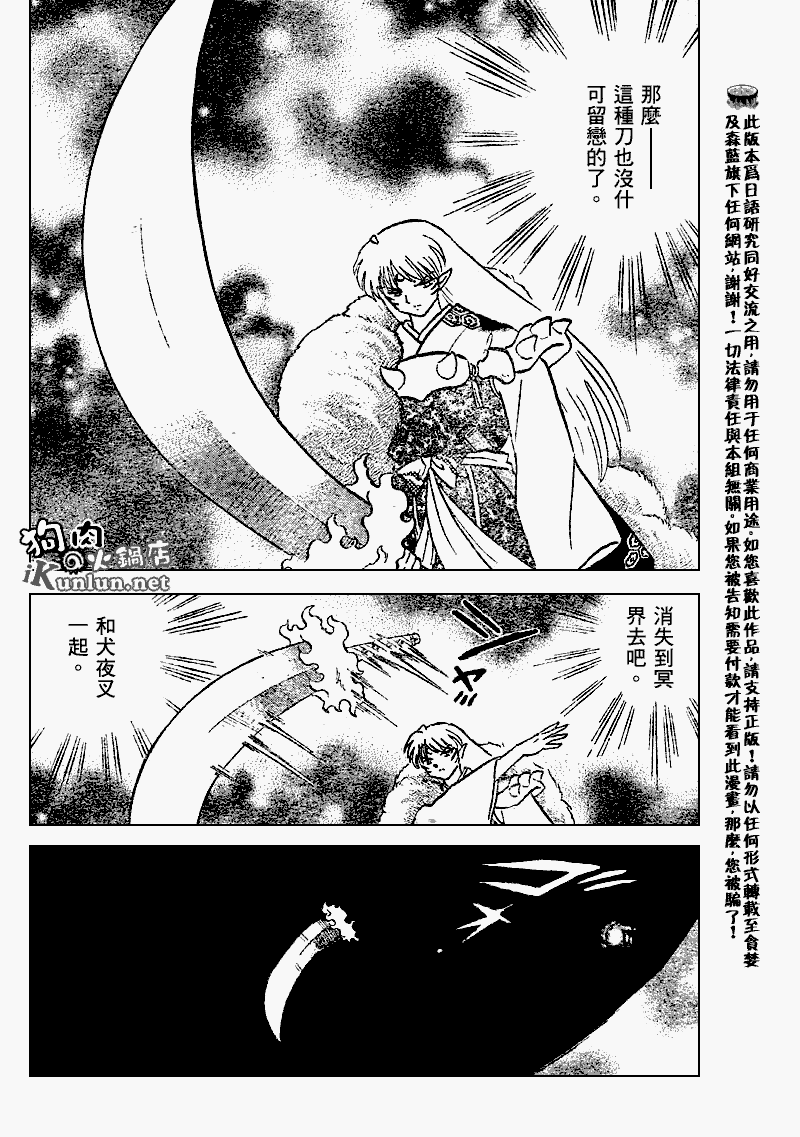 那麼——
這種刀也沒什
可留戀的了。
消失到冥
界去吧。
和犬夜叉
一起。
狗肉火鍋店
iKunlun.net
此版本爲日語研究同好交流之用,請勿用于任何商業用途。如您喜歡此作品,請支持正版!請勿以任何形式轉載至貪婪
及森藍旗下任何網站,謝謝!一切法律責任與本組無關。如果您被告知需要付款才能看到此漫畫,那麼,您被騙了!